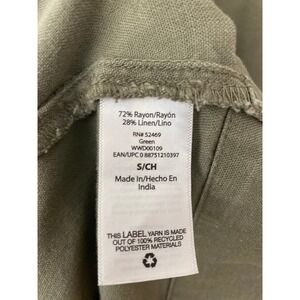 72% Rayon/Rayón
28% Linen/Lino
RN# 52469
Green
WWD00109
EAN/UPC 0 88751210397
S/CH
Made In/Hecho En
India
THIS LABEL YARN IS MADE
OUT OF 100% RECYCLED
POLYESTER MATERIALS